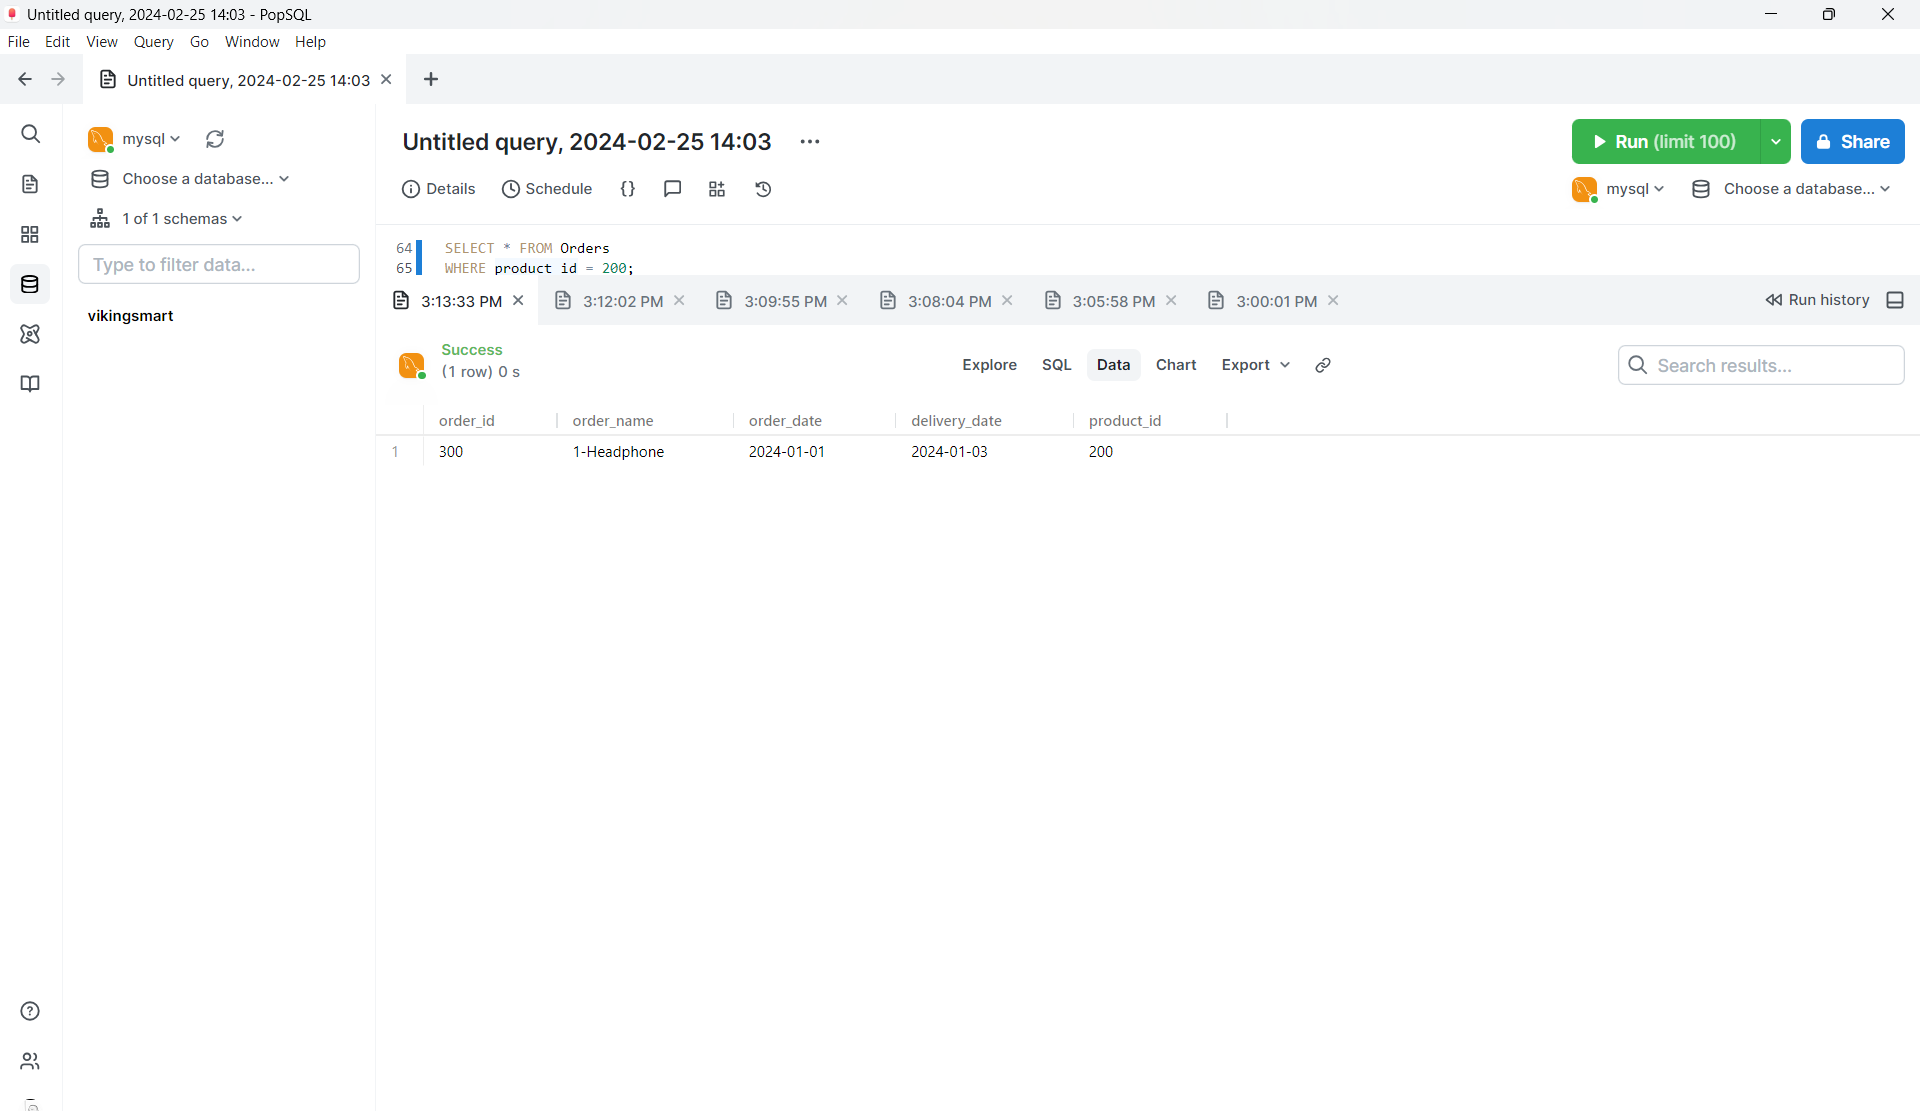 Untitled query, 2024-02-25 14:03 - PopSQL
File Edit View Query Go Window Help
Untitled query, 2024-02-25 14:03
mysql
Choose a database...
1 of 1 schemas
Type to filter data...
vikingsmart
Untitled query, 2024-02-25 14:03
Run (limit 100)
Share
Details Schedule {}
mysql Choose a database...
64 SELECT * FROM Orders
65 WHERE product_id = 200;
3:13:33 PM 3:12:02 PM 3:09:55 PM 3:08:04 PM 3:05:58 PM 3:00:01 PM Run history
Success
(1 row) 0 s
Explore SQL Data Chart Export
Search results...
order_id order_name order_date delivery_date product_id
1 300 1-Headphone 2024-01-01 2024-01-03 200